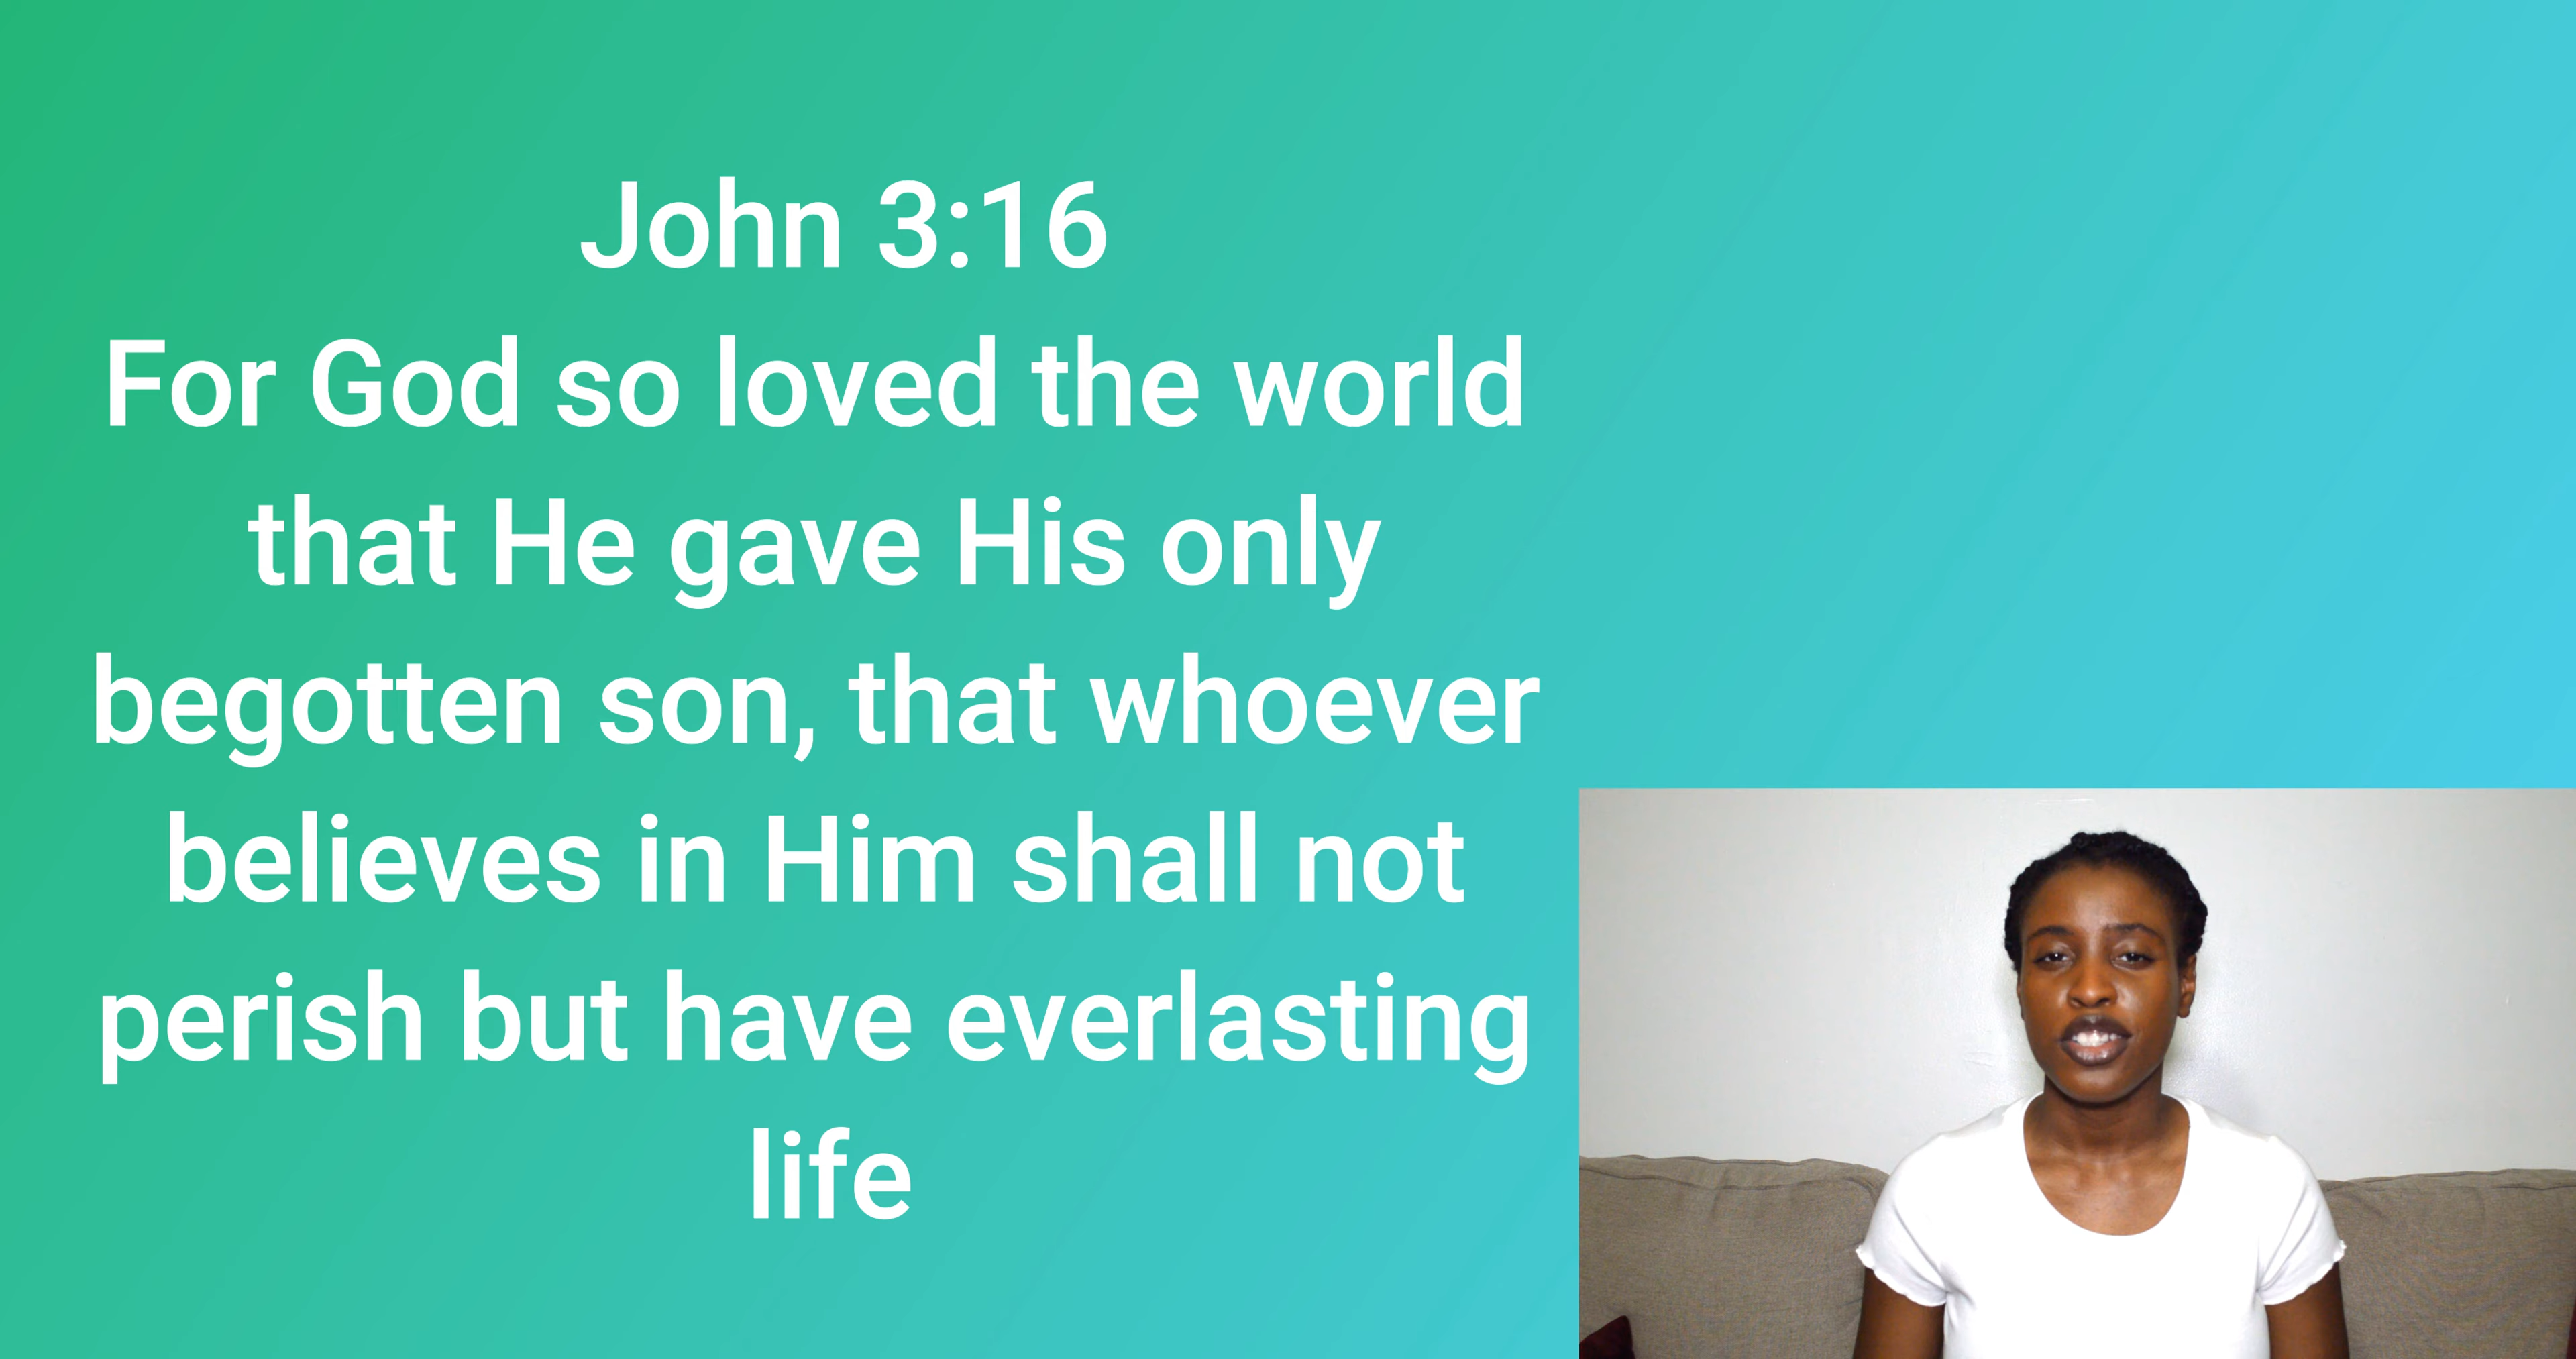 John 3:16
For God so loved the world
that He gave His only
begotten son, that whoever
believes in Him shall not
perish but have everlasting
life